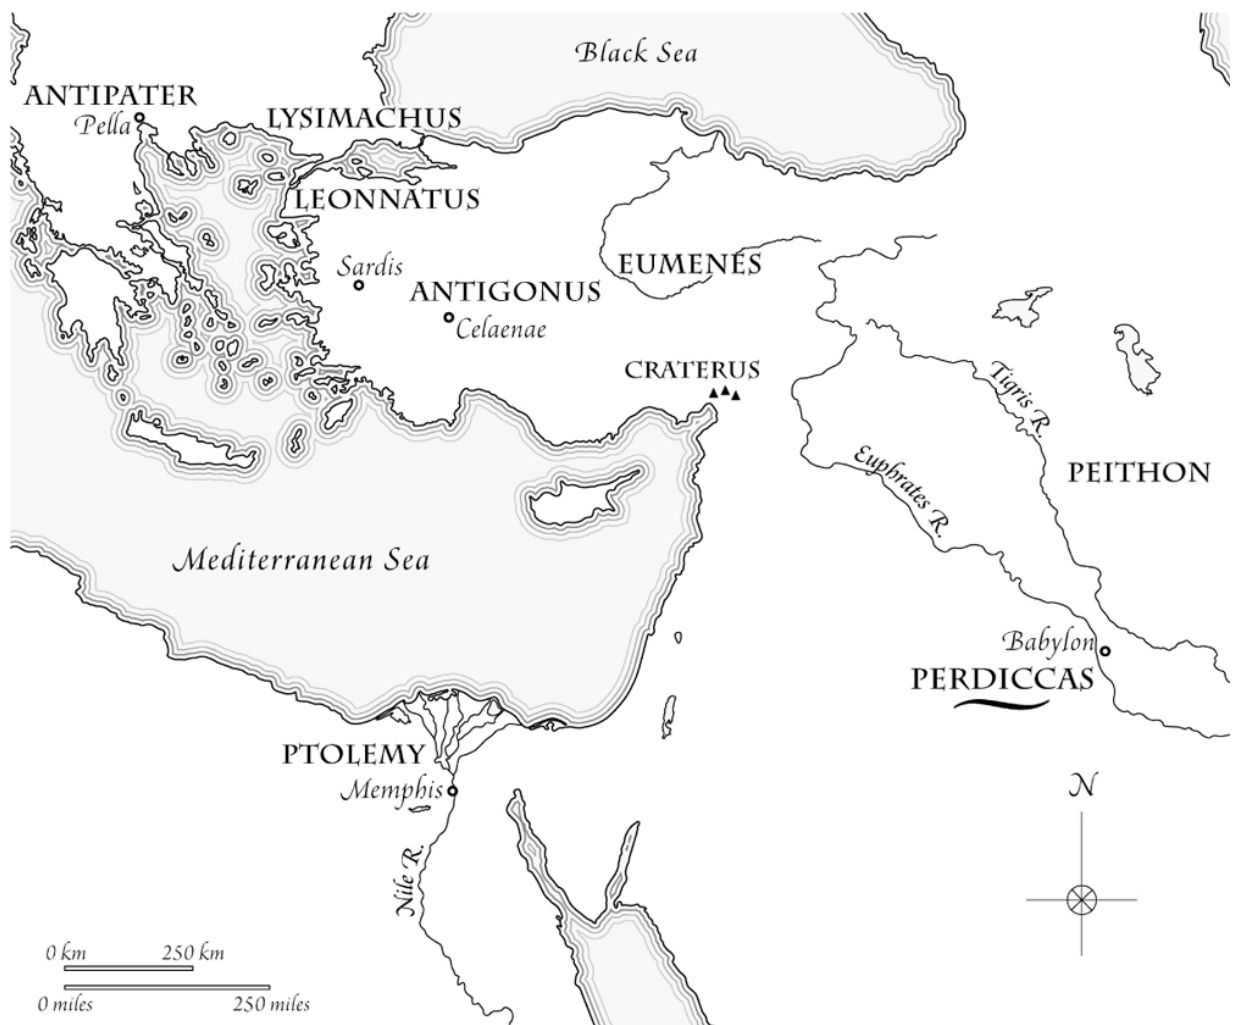 Black Sea
ANTIPATER
Pella
LYSIMACHUS
LEONNATUS
Sardis
EUMENES
ANTIGONUS
Celaenae
CRATERUS
Tigris R.
Euphrates R.
PEITHON
Mediterranean Sea
Babylon
PERDICCAS
PTOLEMY
Memphis
N
Nile R.
0 km 250 km
0 miles 250 miles